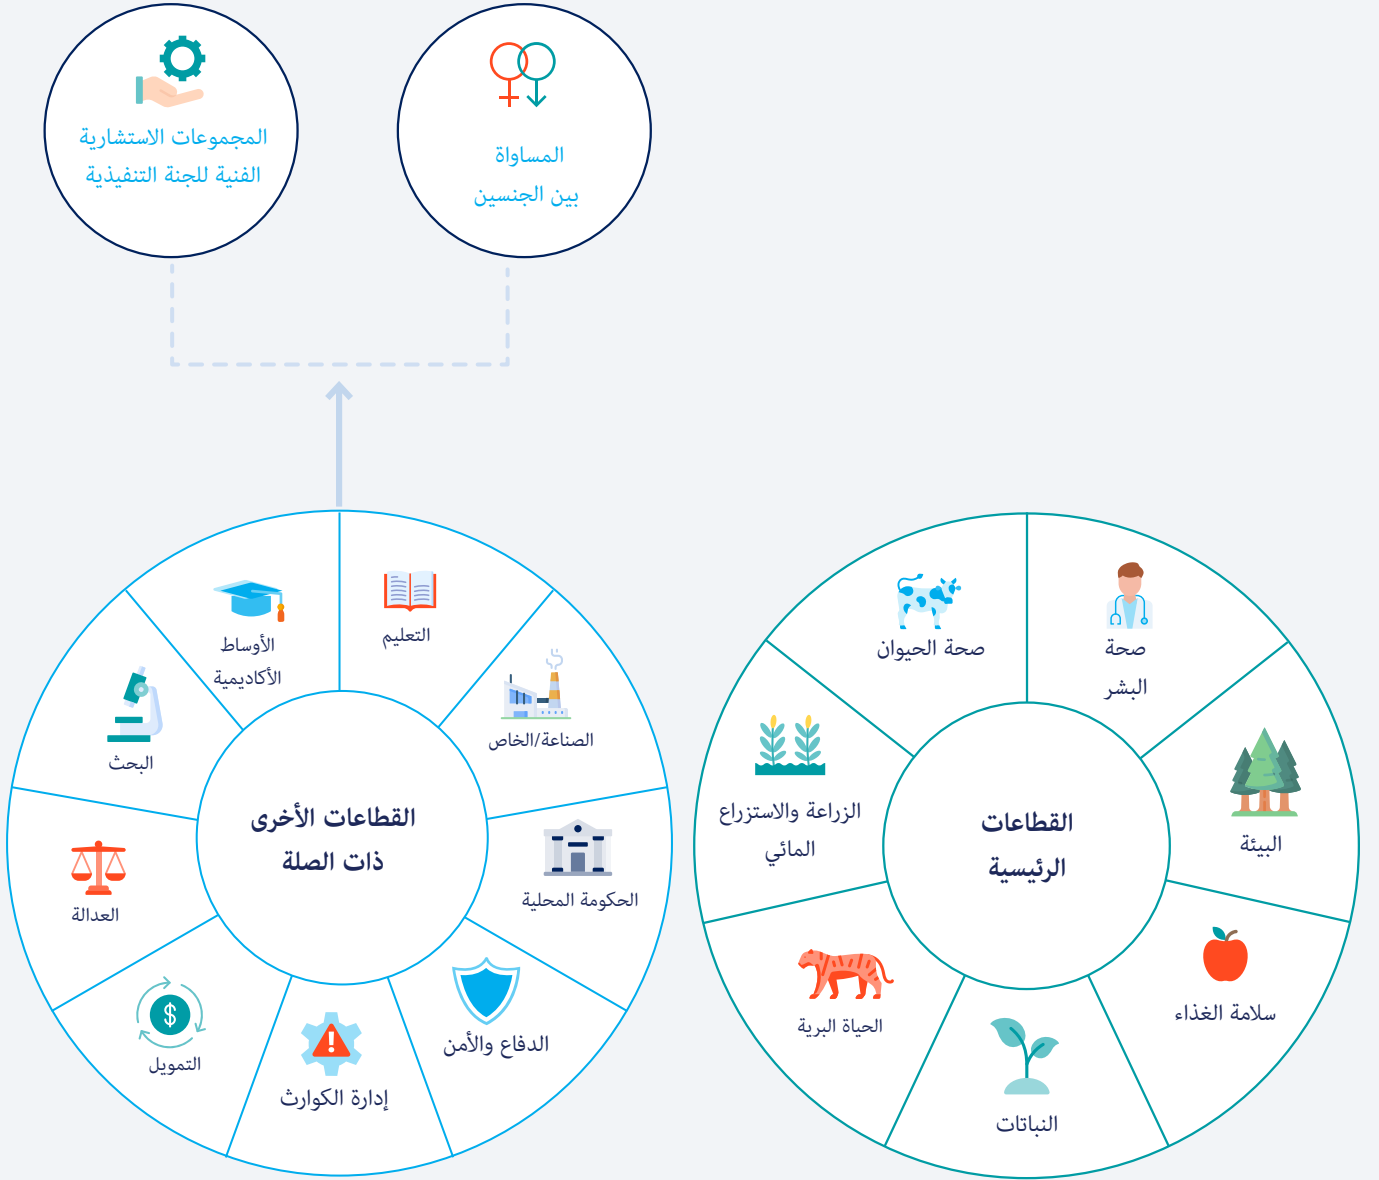 المساواة
بين الجنسين
المجموعات الاستشارية
الفنية للجنة التنفيذية
القطاعات
الرئيسية
صحة
البشر
البيئة
سلامة الغذاء
النباتات
الحياة البرية
الزراعة والاستزراع
المائي
صحة الحيوان
القطاعات الأخرى
ذات الصلة
التعليم
الصناعة/الخاص
الحكومة المحلية
الدفاع والأمن
إدارة الكوارث
التمويل
العدالة
البحث
الأوساط
الأكاديمية